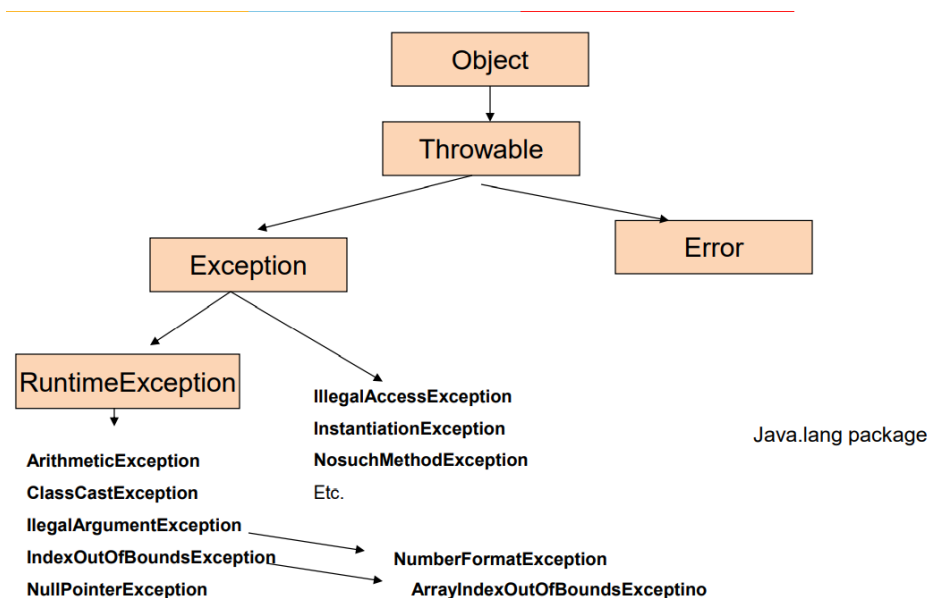 Object
Throwable
Exception
Error
RuntimeException
IllegalAccessException
InstantiationException
NosuchMethodException
Etc.
Java.lang package
ArithmeticException
ClassCastException
IlegalArgumentException
IndexOutOfBoundsException
NullPointerException
NumberFormatException
ArrayIndexOutOfBoundsExceptino